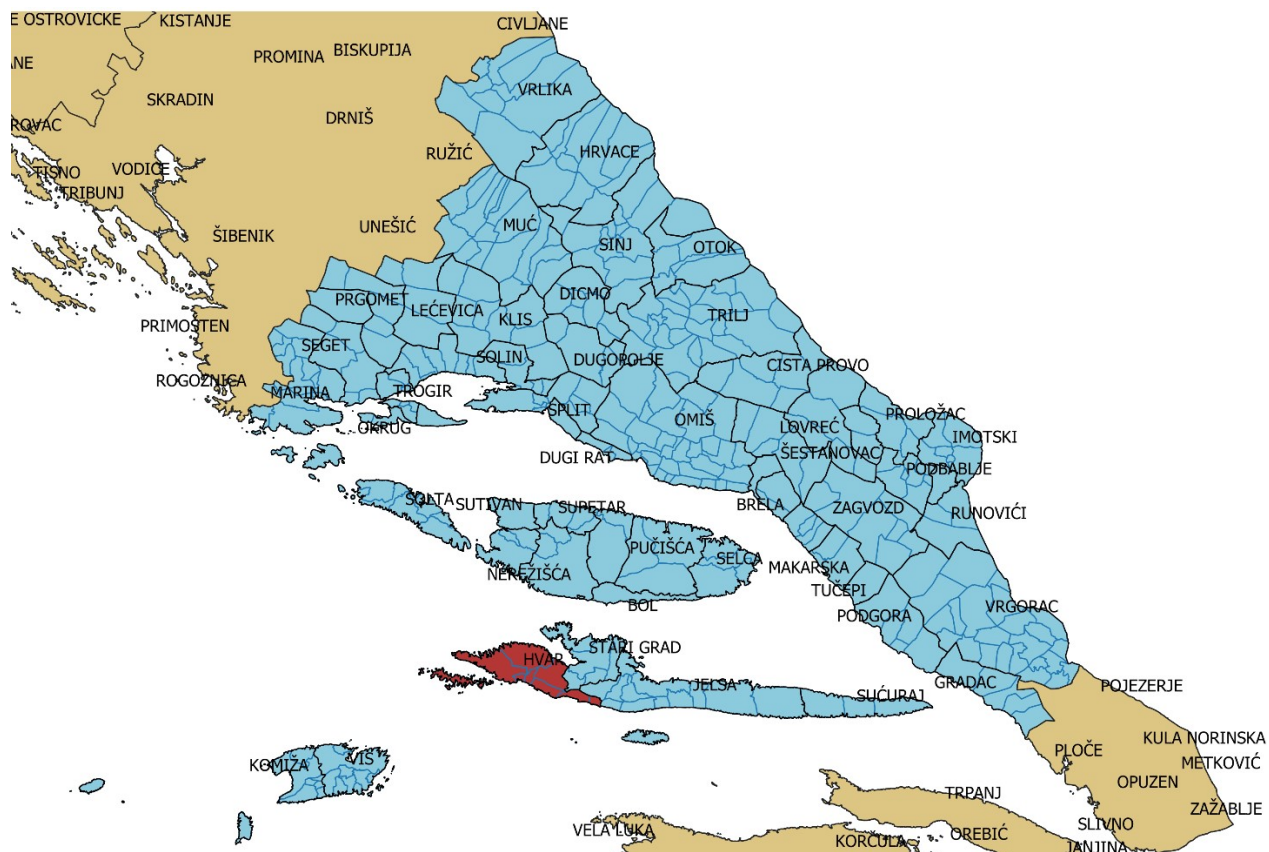 E OSTROVICKE
KISTANJE
CIVLJANE
PROMINA
BISKUPIJA
ANE
VRLIKA
SKRADIN
DRNIŠ
ROVAC
HRVACE
RUŽIĆ
VODICE
TISNO
TRIBUNJ
UNEŠIĆ
MUĆ
ŠIBENIK
SINJ
OTOK
PRGOMET
DICMO
LEĆEVICA
KLIS
TRILJ
PRIMOŠTEN
SEGET
SOLIN
DUGOPOLJE
CISTA PROVO
ROGOZNICA
MARINA
TROGIR
SPLIT
OMIŠ
PROLOŽAC
OKRUG
LOVREĆ
IMOTSKI
DUGI RAT
ŠESTANOVAC
PODBABLJE
ŠOLTA
SUTIVAN
SUPETAR
BRELA
ZAGVOZD
RUNOVIĆI
PUČIŠĆA
SELCA
NEREŽIŠĆA
MAKARSKA
TUČEPI
BOL
PODGORA
VRGORAC
STARI GRAD
HVAR
JELSA
SUĆURAJ
GRADAC
POJEZERJE
KOMIŽA
VIS
PLOČE
KULA NORINSKA
METKOVIĆ
OPUZEN
TRPANJ
ZAŽABLJE
VELA LUKA
KORČULA
OREBIĆ
SLIVNO
JANJINA